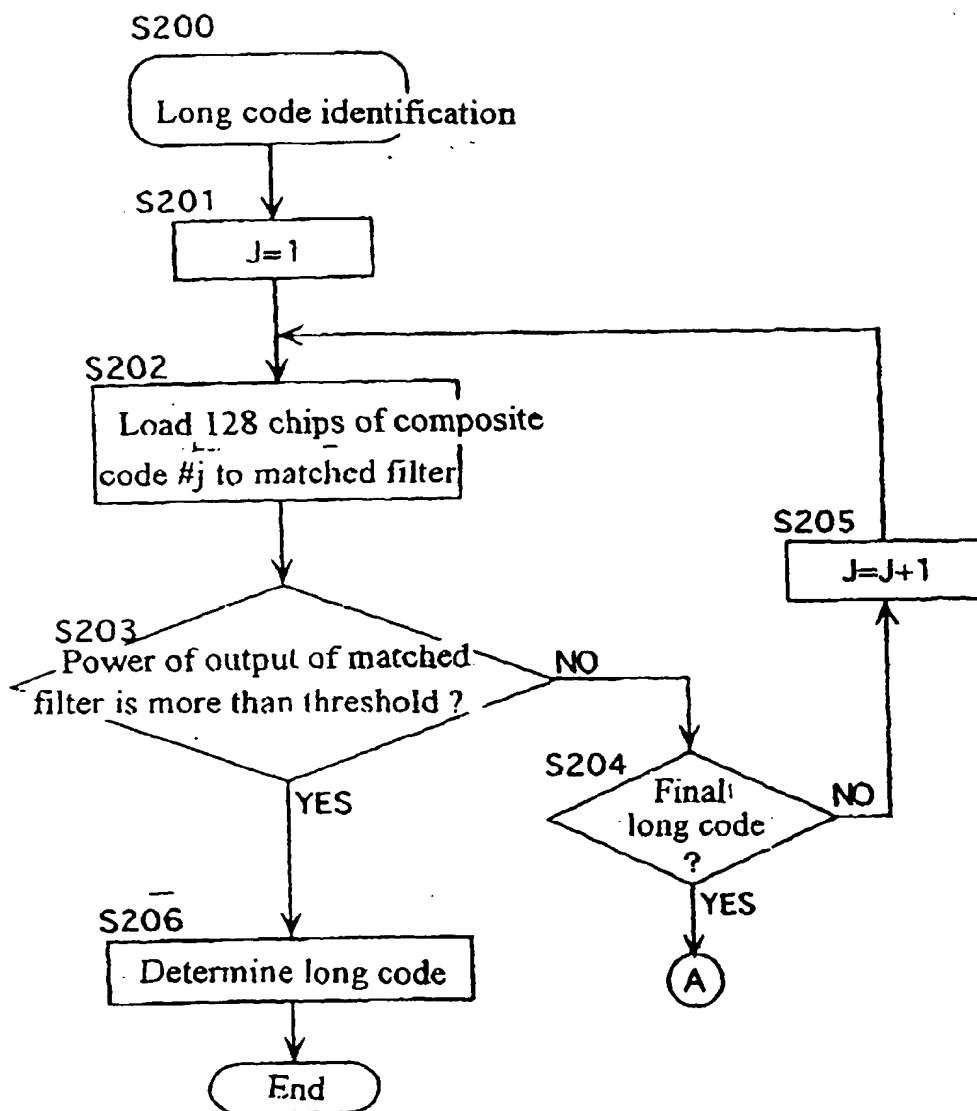 S200
Long code identification
S201
J=1
S202
Load 128 chips of composite
code #j to matched filter
S203
Power of output of matched
filter is more than threshold ?
NO
YES
S204
Final
long code
?
NO
YES
S205
J=J+1
S206
Determine long code
A
End